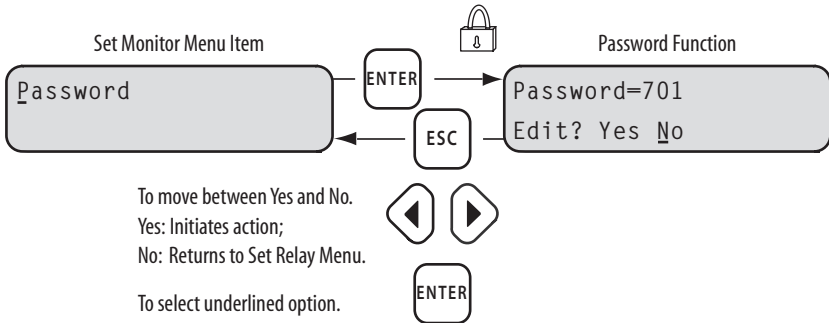 Set Monitor Menu Item
Password Function
Password
ENTER
Password=701
Edit? Yes No
ESC
To move between Yes and No.
Yes: Initiates action;
No: Returns to Set Relay Menu.
To select underlined option.
ENTER